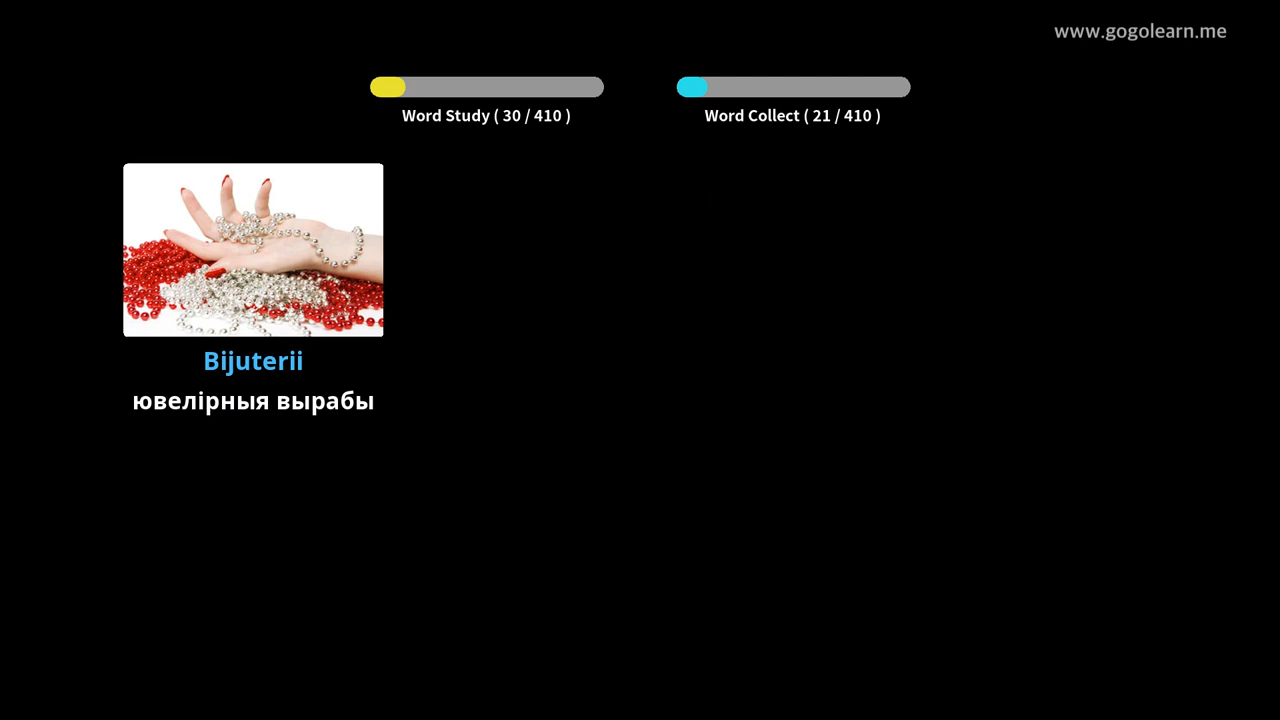 www.gogolearn.me
Word Study ( 30 / 410 )
Word Collect ( 21 / 410 )
Bijuterii
ювелірныя вырабы